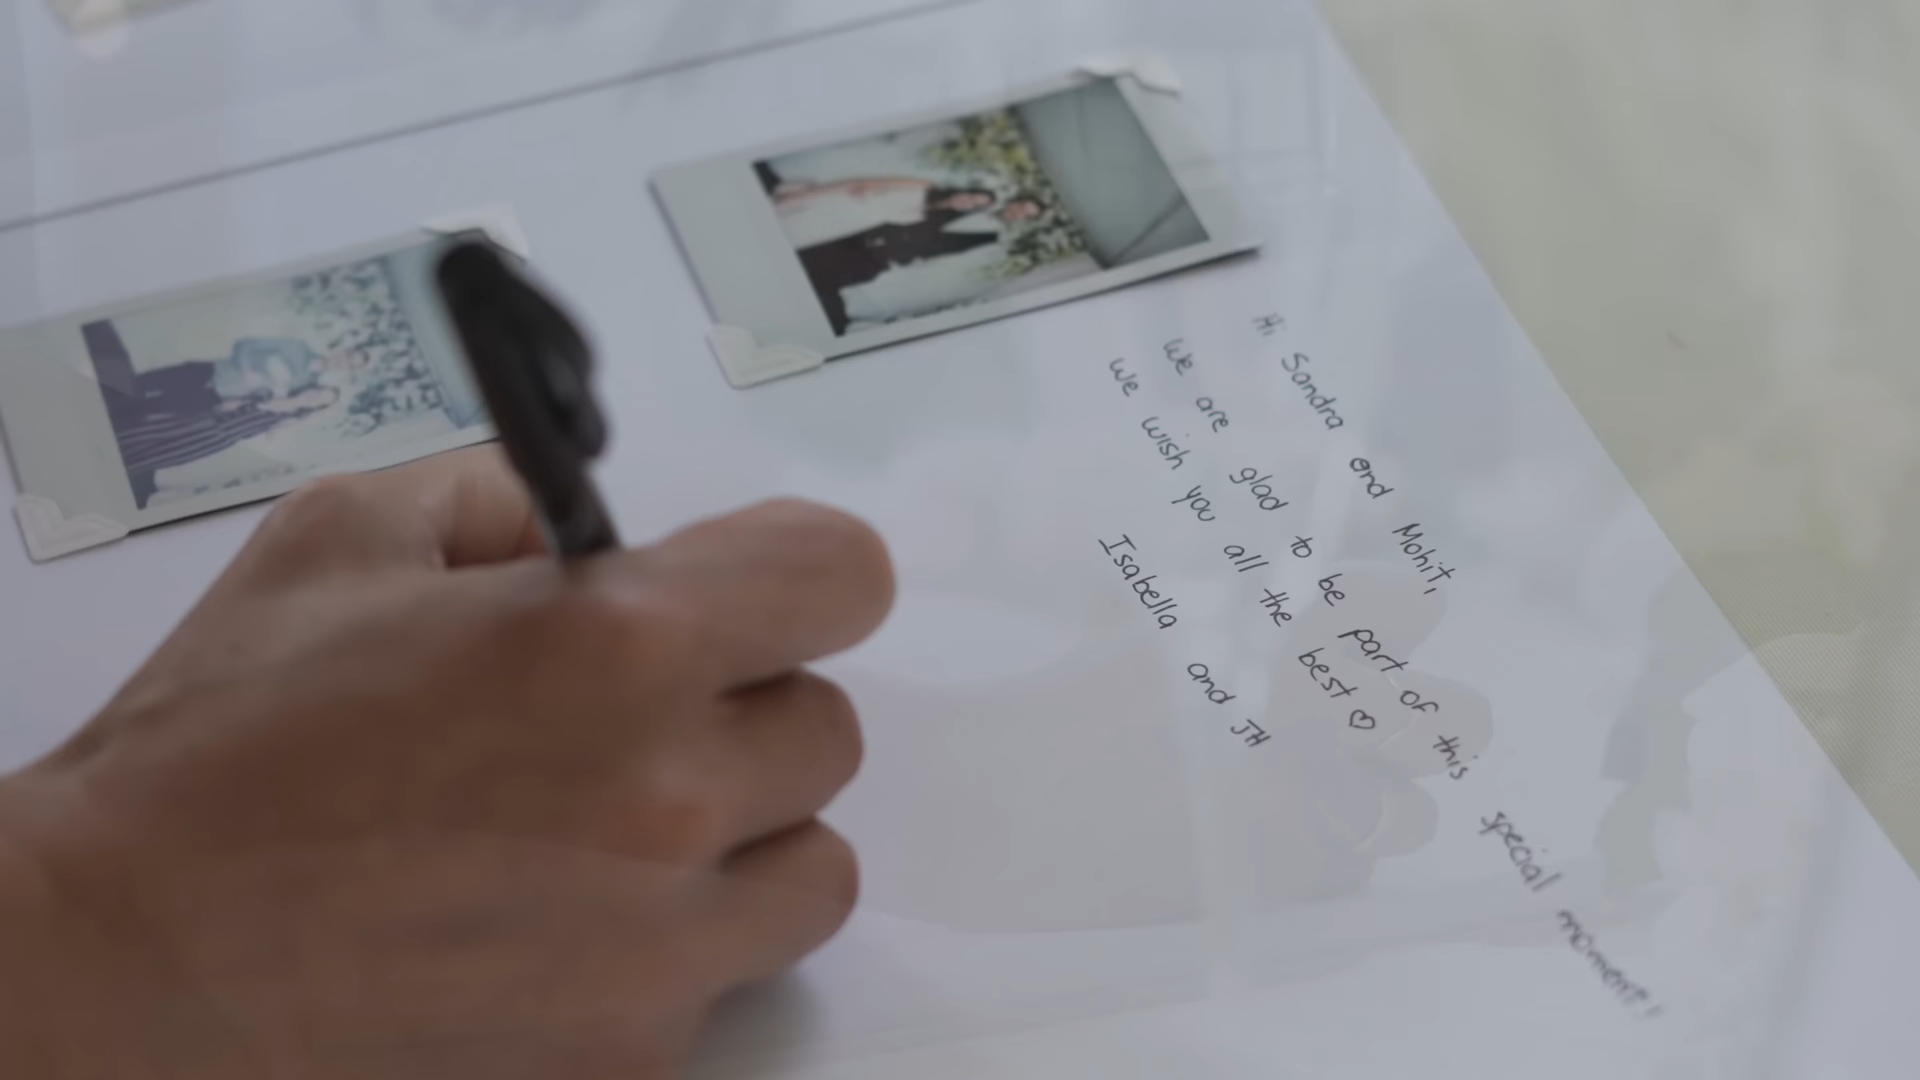 Hi Sandra and Mohit,
We are glad to be part of this special moment!
We wish you all the best ♡
Isabella and JH